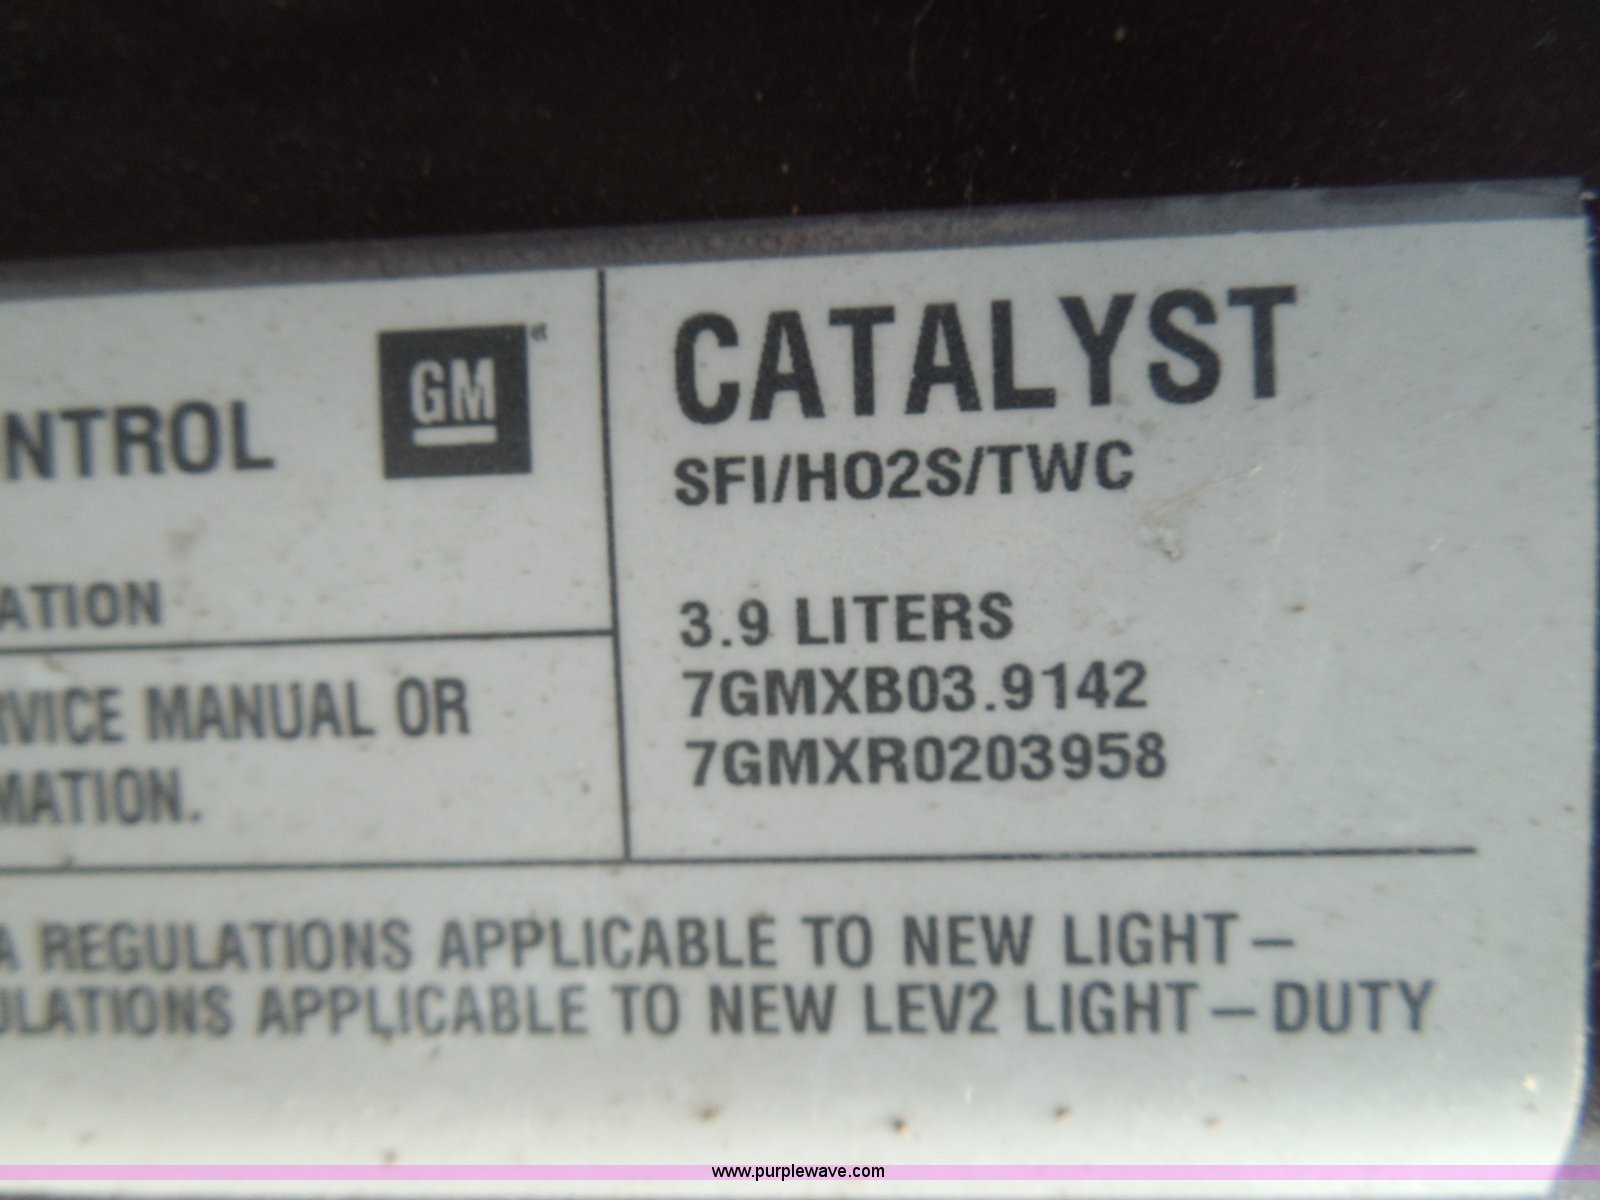 NTROL
GM
CATALYST
SFI/HO2S/TWC
ATION
3.9 LITERS
7GMXB03.9142
7GMXR0203958
RVICE MANUAL OR
MATION.
A REGULATIONS APPLICABLE TO NEW LIGHT—
ULATIONS APPLICABLE TO NEW LEV2 LIGHT—DUTY
www.purplewave.com